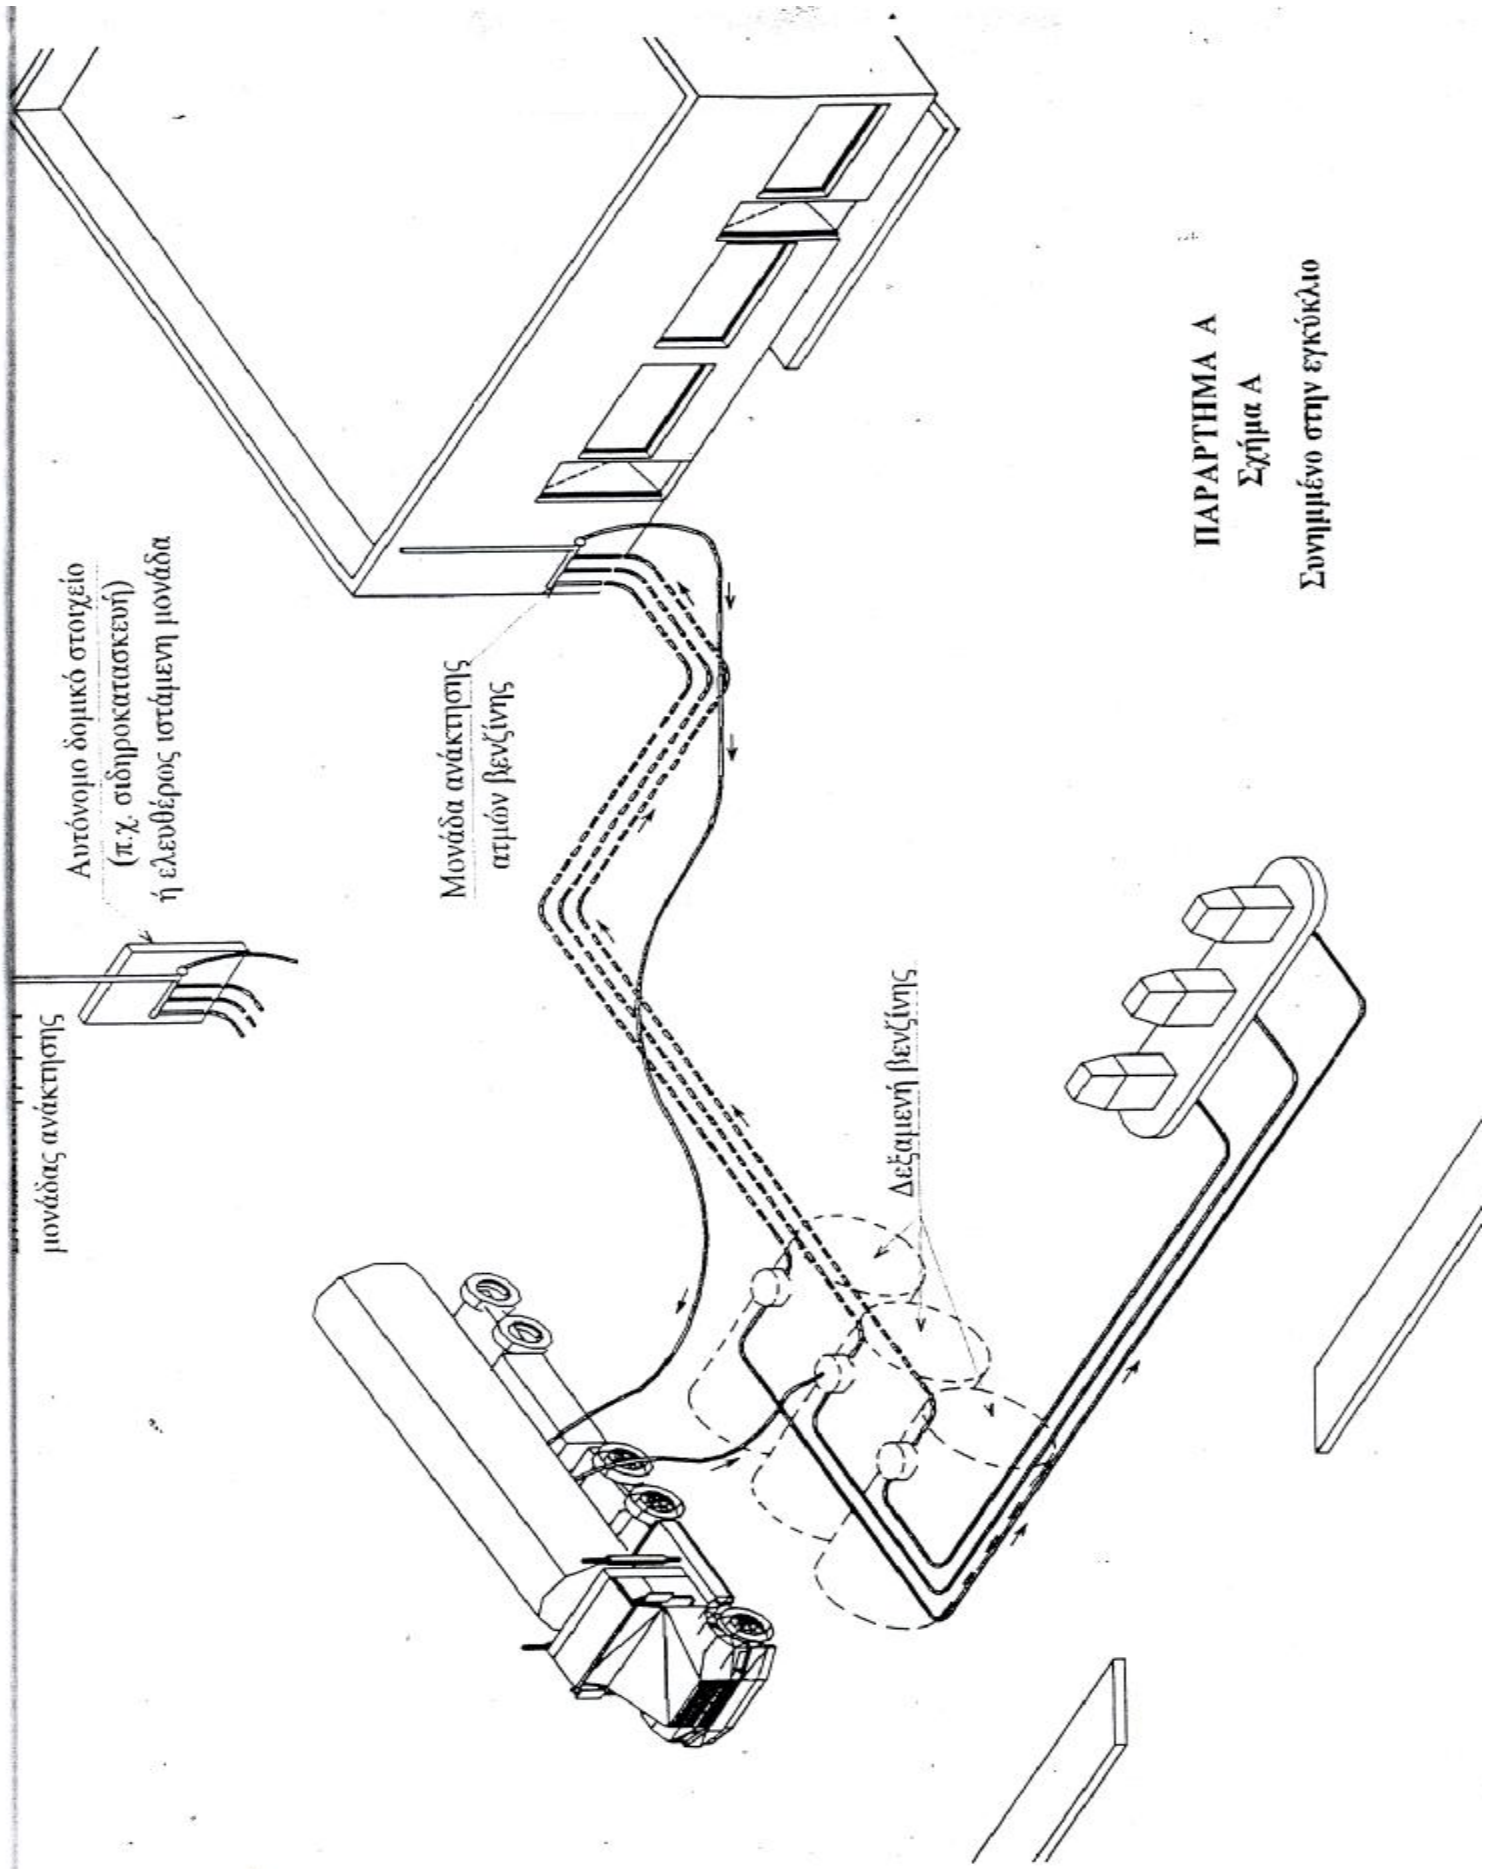 μονάδας ανάκτησης
Αυτόνομο δομικό στοιχείο
(π.χ. σιδηροκατασκευή)
ή ελευθέρος ιστάμενη μονάδα
Μονάδα ανάκτησης
ατμών βενζίνης
Δεξαμενή βενζίνης
ΠΑΡΑΡΤΗΜΑ Α
Σχήμα Α
Συνημμένο στην εγκύκλιο